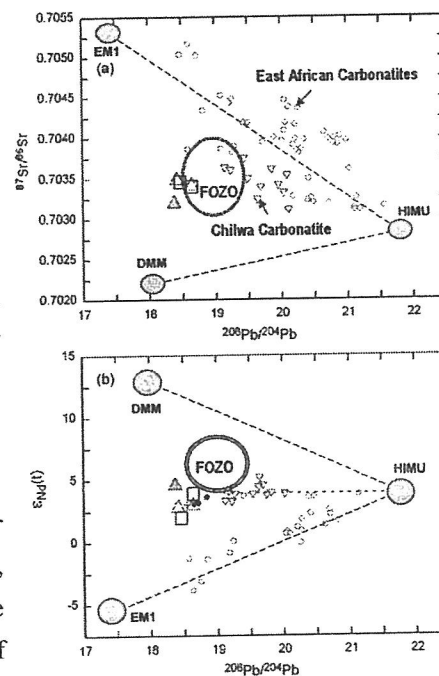 0.7055
EM1
(a)
0.7050
East African Carbonatites
0.7045
0.7040
87Sr/86Sr
0.7035
FOZO
0.7030
Chilwa Carbonatite
HIMU
DMM
0.7025
0.7020
17 18 19 20 21 22
206Pb/204Pb
15
(b)
DMM
10
FOZO
HIMU
5
εNd(t)
0
-5
EM1
17 18 19 20 21 22
206Pb/204Pb
,
,
e
f